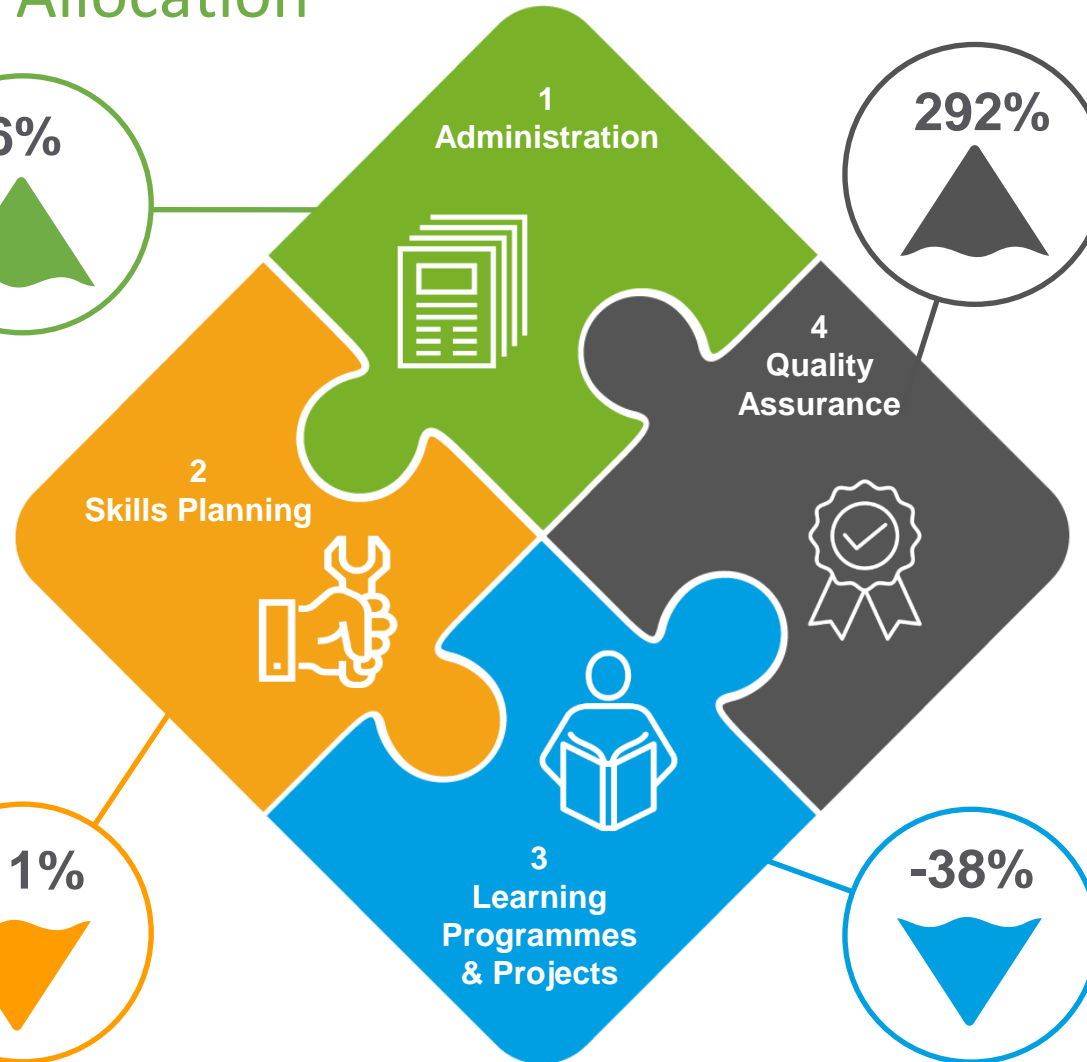 Allocation
1
Administration
6%
292%
4
Quality
Assurance
2
Skills Planning
1%
3
Learning
Programmes
& Projects
-38%